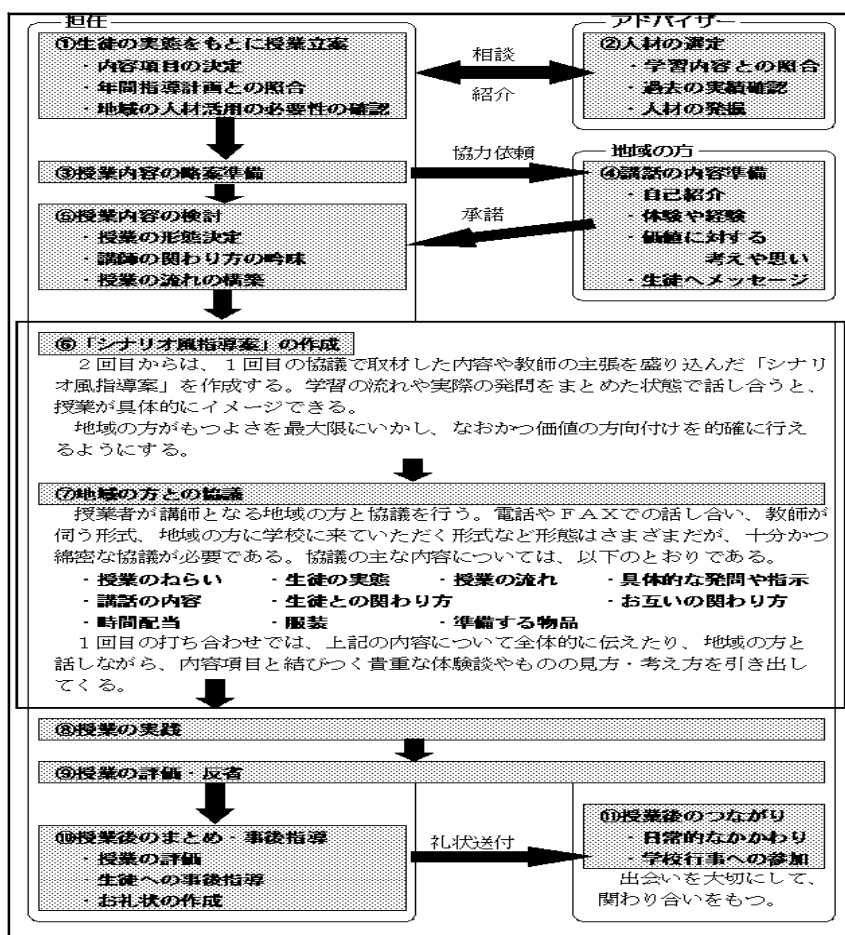 担任
アドバイザー
①生徒の実態をもとに授業立案
・内容項目の決定
・年間指導計画との照合
・地域の人材活用の必要性の確認
相談
紹介
②人材の選定
・学習内容との照合
・過去の実績確認
・人材の発掘
地域の方
③授業内容の略案準備
協力依頼
④講話の内容準備
・自己紹介
・体験や経験
・価値に対する
考えや思い
・生徒へメッセージ
⑤授業内容の検討
・授業の形態決定
・講師の関わり方の吟味
・授業の流れの構築
承諾
⑥「シナリオ風指導案」の作成
２回目からは、１回目の協議で取材した内容や教師の主張を盛り込んだ「シナリ
オ風指導案」を作成する。学習の流れや実際の発問をまとめた状態で話し合うと、
授業が具体的にイメージできる。
地域の方がもつよさを最大限にいかし、なおかつ価値の方向付けを的確に行え
るようにする。
⑦地域の方との協議
授業者が講師となる地域の方と協議を行う。電話やＦＡＸでの話し合い、教師が
伺う形式、地域の方に学校に来ていただく形式など形態はさまざまだが、十分かつ
綿密な協議が必要である。協議の主な内容については、以下のとおりである。
・授業のねらい ・生徒の実態 ・授業の流れ ・具体的な発問や指示
・講話の内容 ・生徒との関わり方 ・お互いの関わり方
・時間配当 ・服装 ・準備する物品
１回目の打ち合わせでは、上記の内容について全体的に伝えたり、地域の方と
話しながら、内容項目と結びつく貴重な体験談やものの見方・考え方を引き出し
てくる。
⑧授業の実践
⑨授業の評価・反省
⑩授業後のまとめ・事後指導
・授業の評価
・生徒への事後指導
・お礼状の作成
礼状送付
⑪授業後のつながり
・日常的なかかわり
・学校行事への参加
出会いを大切にして、
関わり合いをもつ。